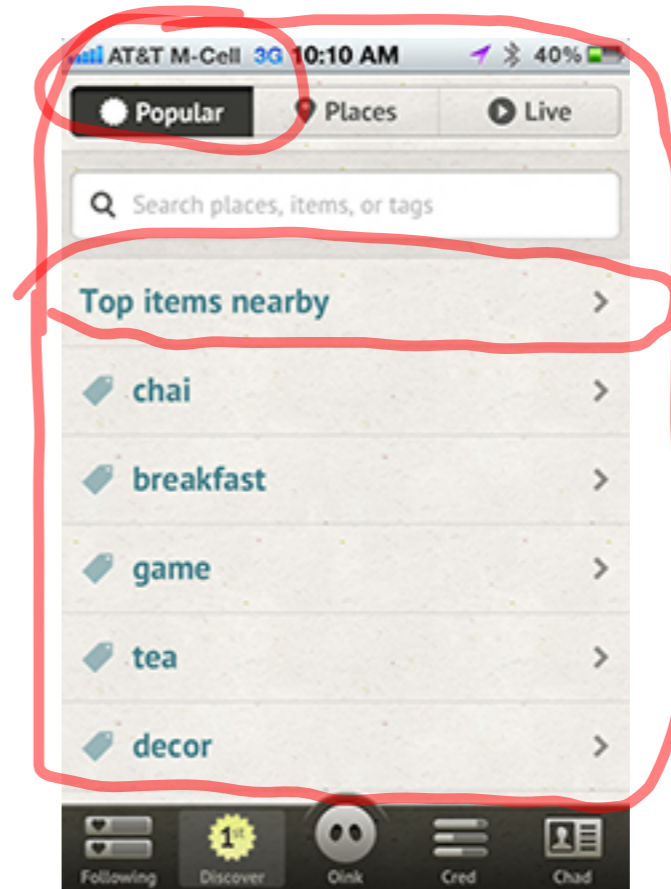 AT&T M-Cell 3G 10:10 AM 40%
Popular Places Live
Search places, items, or tags
Top items nearby
chai
breakfast
game
tea
decor
1st
Following Discover Oink Cred Chad